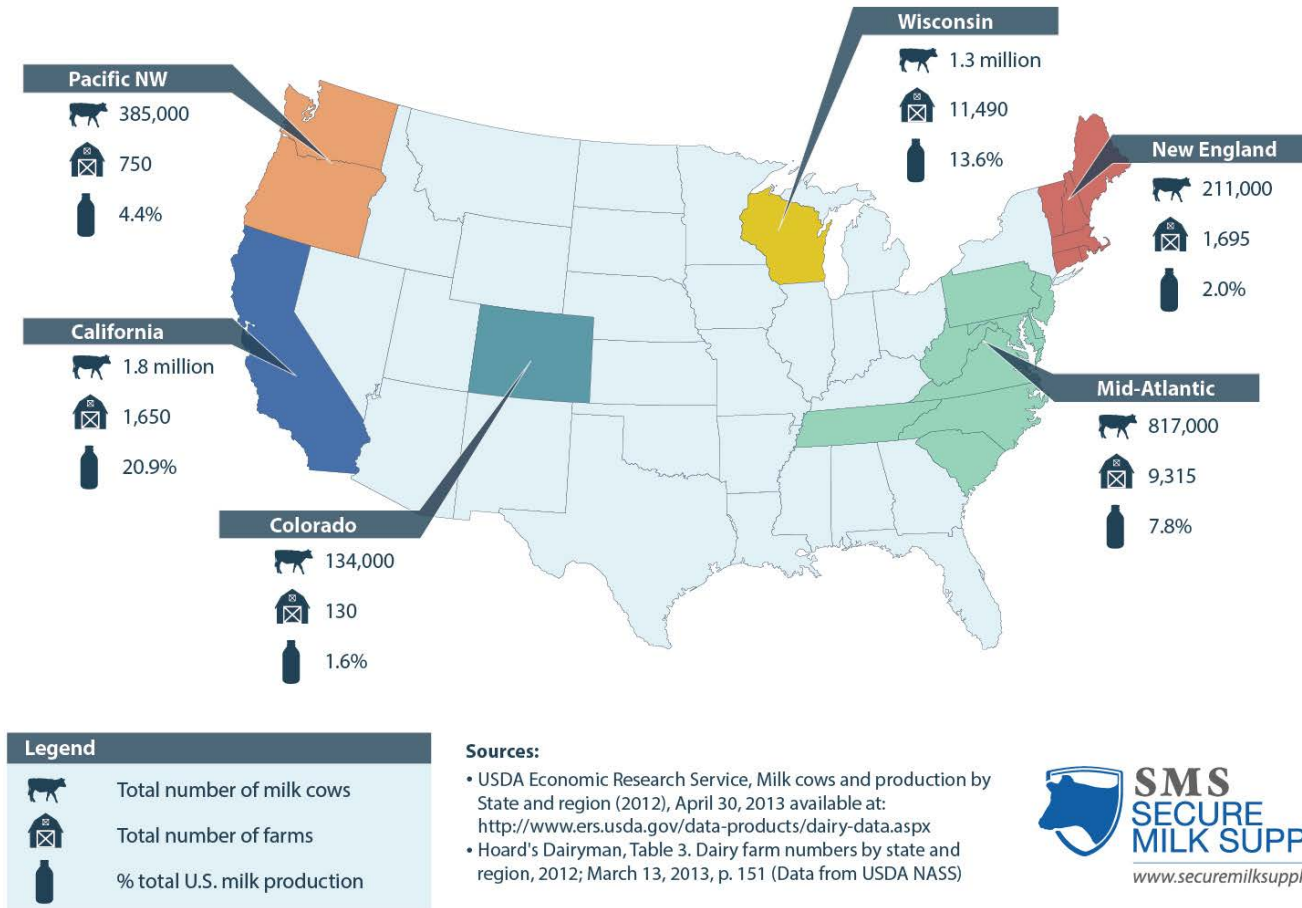 Wisconsin
1.3 million
11,490
13.6%
Pacific NW
385,000
750
4.4%
New England
211,000
1,695
2.0%
California
1.8 million
1,650
20.9%
Mid-Atlantic
817,000
9,315
7.8%
Colorado
134,000
130
1.6%
Legend
Total number of milk cows
Total number of farms
% total U.S. milk production
Sources:
• USDA Economic Research Service, Milk cows and production by
State and region (2012), April 30, 2013 available at:
http://www.ers.usda.gov/data-products/dairy-data.aspx
• Hoard's Dairyman, Table 3. Dairy farm numbers by state and
region, 2012; March 13, 2013, p. 151 (Data from USDA NASS)
SMS
SECURE
MILK SUPP
www.securemilksuppl